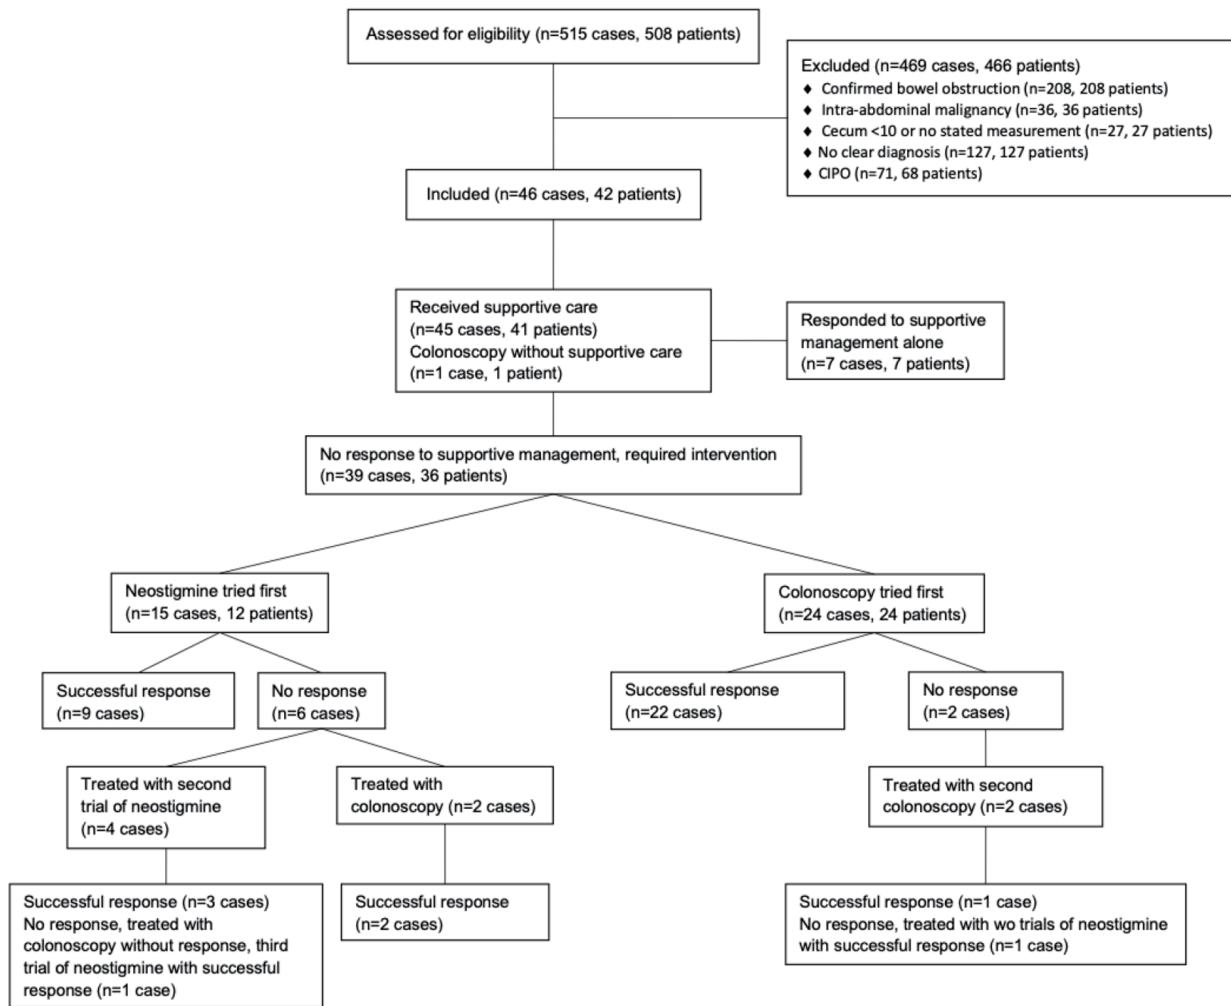 Assessed for eligibility (n=515 cases, 508 patients)
Excluded (n=469 cases, 466 patients)
♦ Confirmed bowel obstruction (n=208, 208 patients)
♦ Intra-abdominal malignancy (n=36, 36 patients)
♦ Cecum <10 or no stated measurement (n=27, 27 patients)
♦ No clear diagnosis (n=127, 127 patients)
♦ CIPO (n=71, 68 patients)
Included (n=46 cases, 42 patients)
Received supportive care
(n=45 cases, 41 patients)
Colonoscopy without supportive care
(n=1 case, 1 patient)
Responded to supportive
management alone
(n=7 cases, 7 patients)
No response to supportive management, required intervention
(n=39 cases, 36 patients)
Neostigmine tried first
(n=15 cases, 12 patients)
Colonoscopy tried first
(n=24 cases, 24 patients)
Successful response
(n=9 cases)
No response
(n=6 cases)
Successful response
(n=22 cases)
No response
(n=2 cases)
Treated with second
trial of neostigmine
(n=4 cases)
Treated with
colonoscopy (n=2 cases)
Treated with second
colonoscopy (n=2 cases)
Successful response (n=3 cases)
No response, treated with
colonoscopy without response, third
trial of neostigmine with successful
response (n=1 case)
Successful response
(n=2 cases)
Successful response (n=1 case)
No response, treated with wo trials of neostigmine
with successful response (n=1 case)